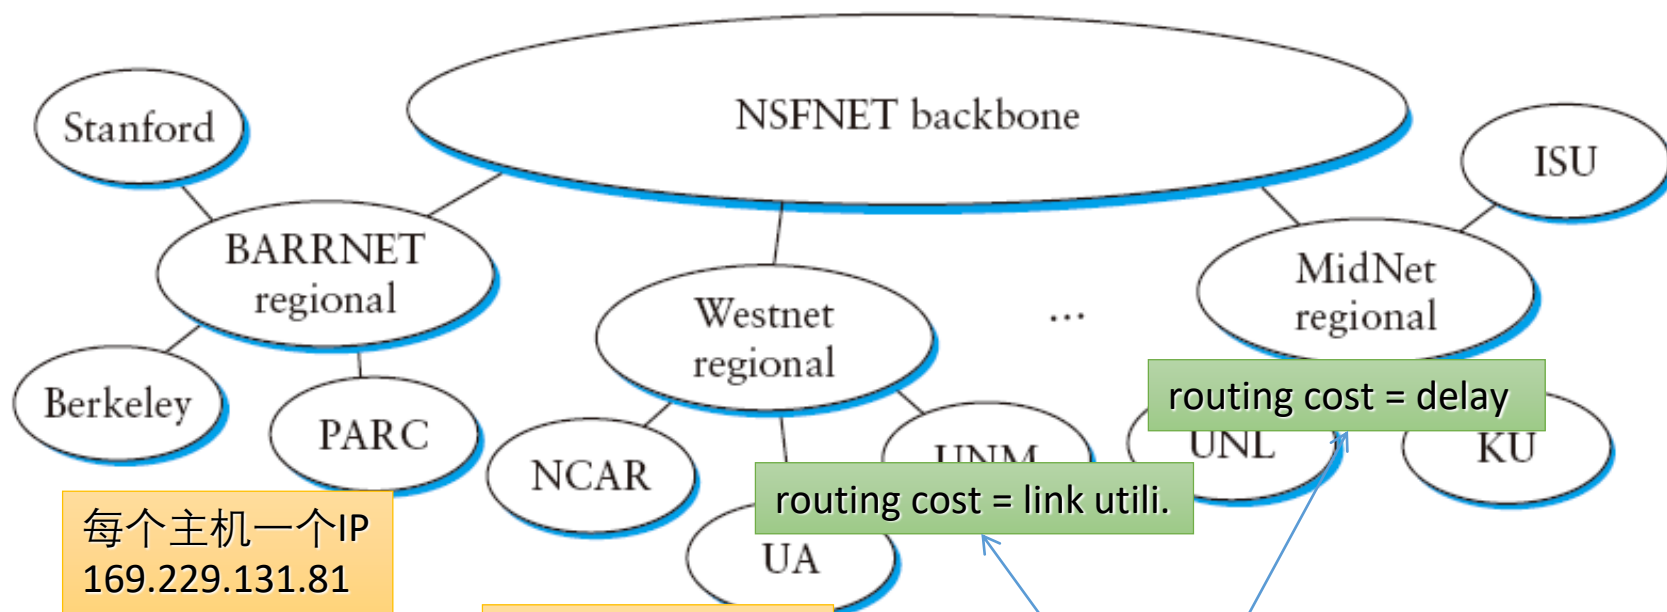 NSFNET backbone
Stanford
ISU
BARRNET
regional
MidNet
regional
Westnet
regional
...
Berkeley
PARC
routing cost = delay
NCAR
UNM
UNL
KU
routing cost = link utili.
UA
每个主机一个IP
169.229.131.81